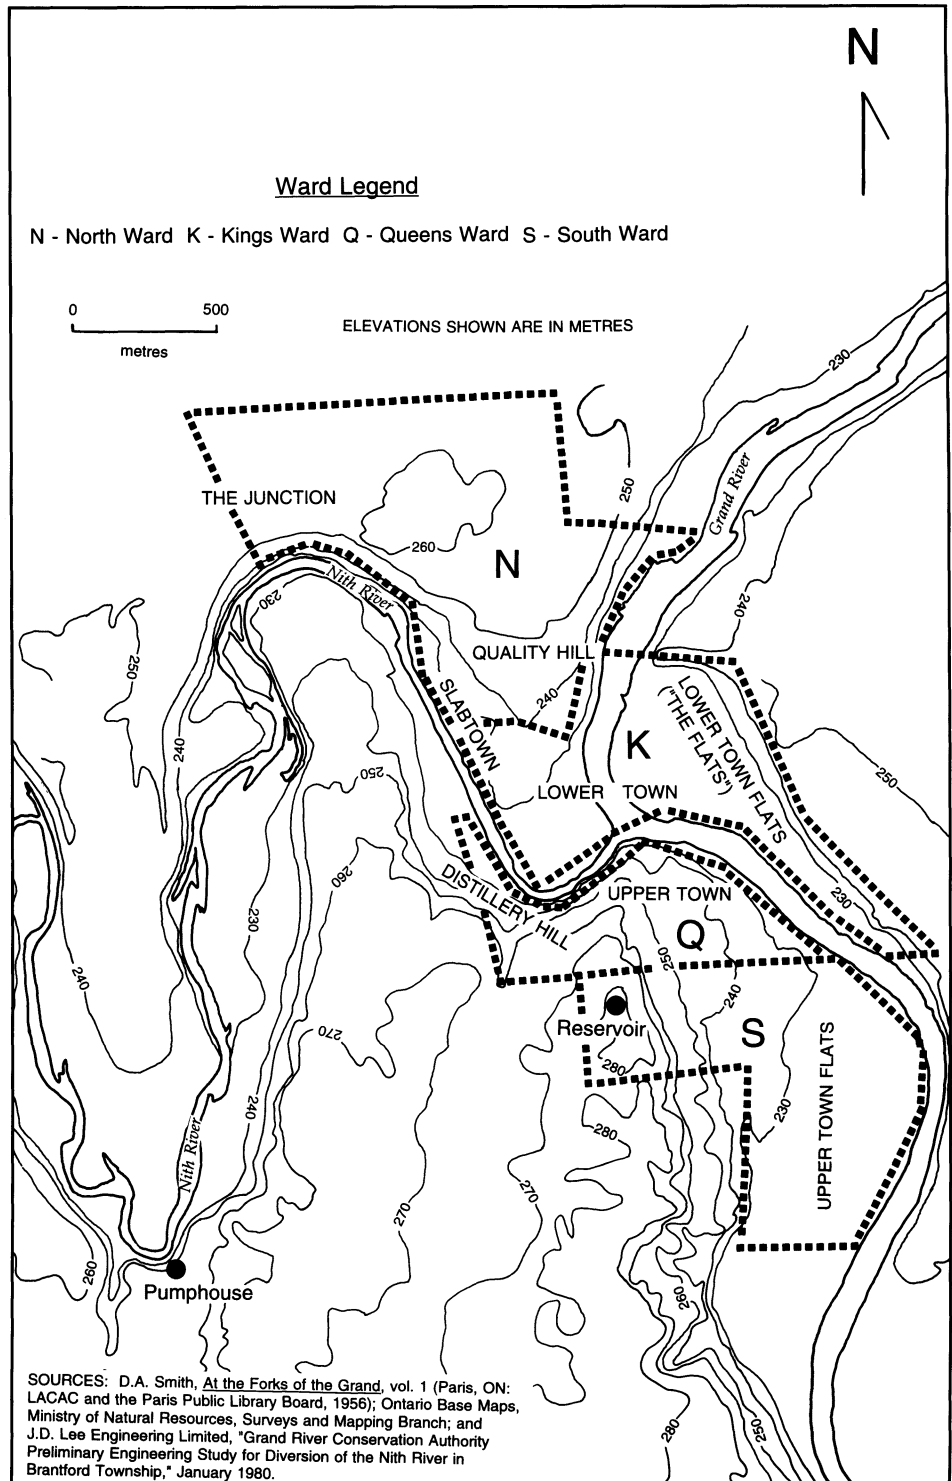 N
Ward Legend
N - North Ward K - Kings Ward Q - Queens Ward S - South Ward
0 500
metres
ELEVATIONS SHOWN ARE IN METRES
230
THE JUNCTION
250
Grand River
260
N
Nith River
230
240
250
QUALITY HILL
240
SLABTOWN
LOWER TOWN FLATS
("THE FLATS")
K
240
250
250
LOWER TOWN
260
DISTILLERY HILL
UPPER TOWN
230
230
Q
250
240
240
Reservoir
270
S
280
230
UPPER TOWN FLATS
240
280
Nith River
270
270
260
Pumphouse
260
280
250
SOURCES: D.A. Smith, At the Forks of the Grand, vol. 1 (Paris, ON:
LACAC and the Paris Public Library Board, 1956); Ontario Base Maps,
Ministry of Natural Resources, Surveys and Mapping Branch; and
J.D. Lee Engineering Limited, "Grand River Conservation Authority
Preliminary Engineering Study for Diversion of the Nith River in
Brantford Township," January 1980.